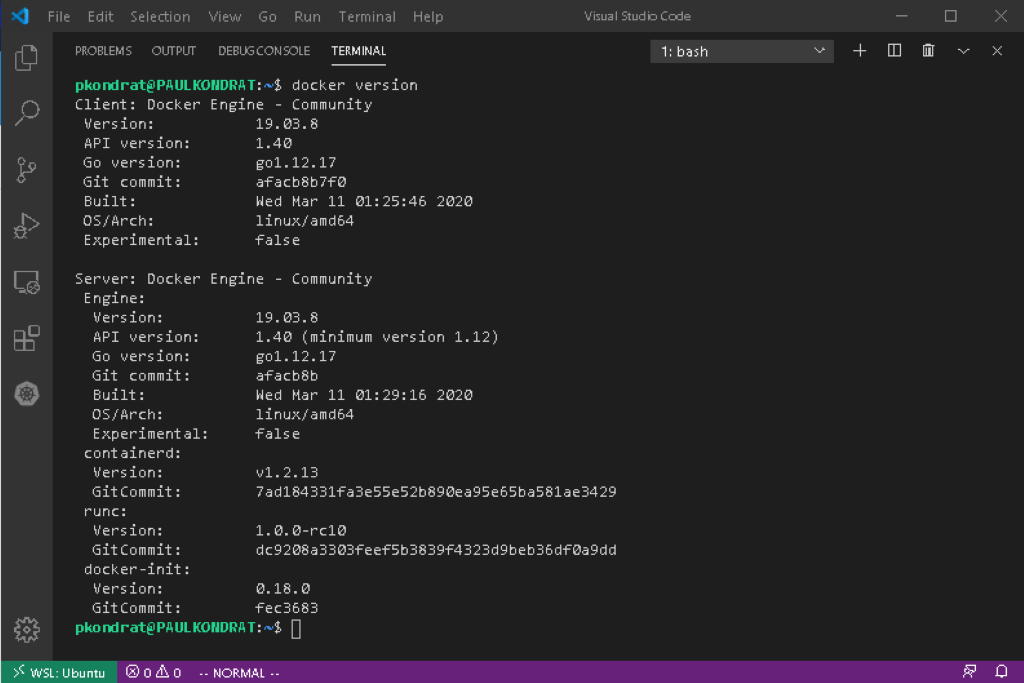 File Edit Selection View Go Run Terminal Help Visual Studio Code
PROBLEMS OUTPUT DEBUG CONSOLE TERMINAL 1: bash
pkondrat@PAULKONDRAT:~$ docker version
Client: Docker Engine - Community
Version: 19.03.8
API version: 1.40
Go version: go1.12.17
Git commit: afacb8b7f0
Built: Wed Mar 11 01:25:46 2020
OS/Arch: linux/amd64
Experimental: false
Server: Docker Engine - Community
Engine:
Version: 19.03.8
API version: 1.40 (minimum version 1.12)
Go version: go1.12.17
Git commit: afacb8b
Built: Wed Mar 11 01:29:16 2020
OS/Arch: linux/amd64
Experimental: false
containerd:
Version: v1.2.13
GitCommit: 7ad184331fa3e55e52b890ea95e65ba581ae3429
runc:
Version: 1.0.0-rc10
GitCommit: dc9208a3303feef5b3839f4323d9beb36df0a9dd
docker-init:
Version: 0.18.0
GitCommit: fec3683
pkondrat@PAULKONDRAT:~$
WSL: Ubuntu 0 0 -- NORMAL --